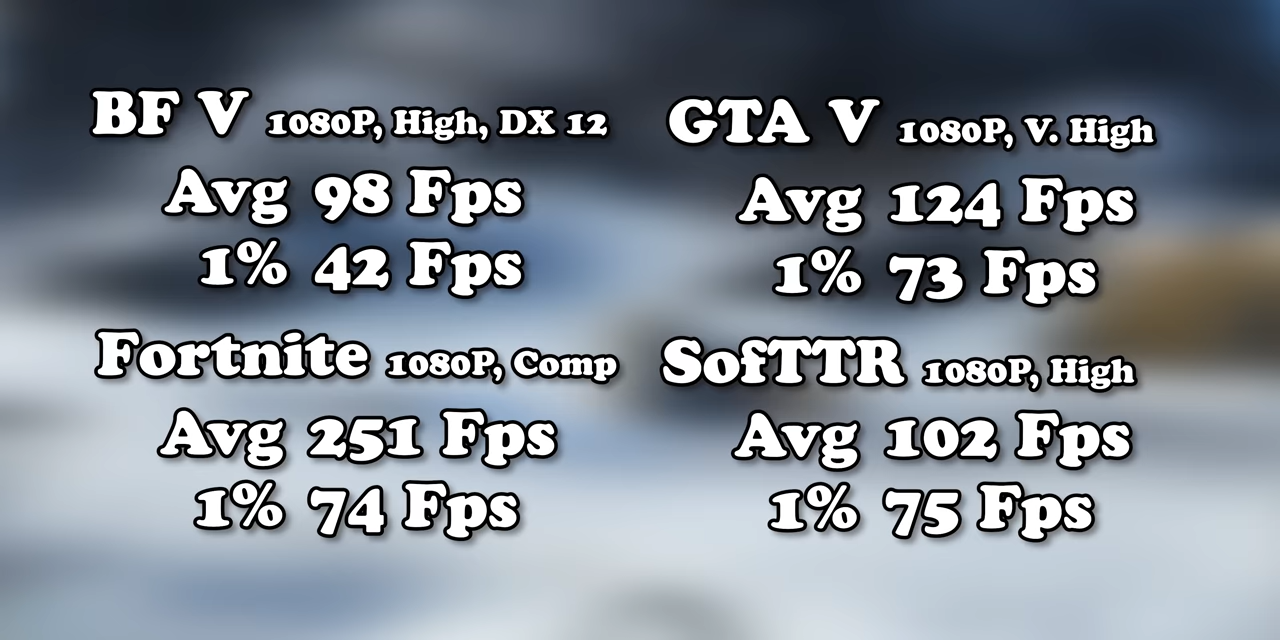 BF V 1080P, High, DX 12
Avg 98 Fps
1% 42 Fps
GTA V 1080P, V. High
Avg 124 Fps
1% 73 Fps
Fortnite 1080P, Comp
Avg 251 Fps
1% 74 Fps
SofTTR 1080P, High
Avg 102 Fps
1% 75 Fps